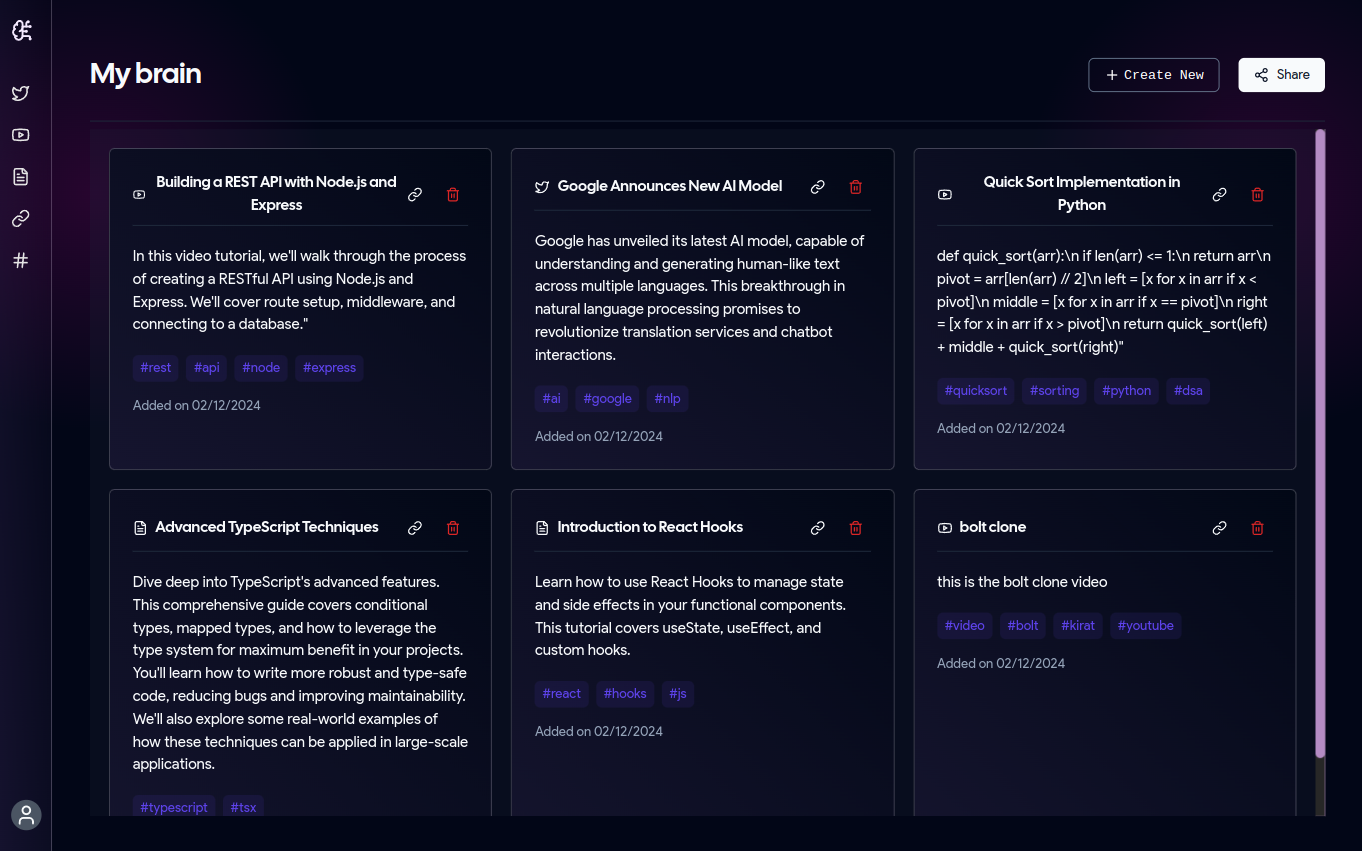 My brain
+ Create New
Share
Building a REST API with Node.js and
Express
In this video tutorial, we'll walk through the process
of creating a RESTful API using Node.js and
Express. We'll cover route setup, middleware, and
connecting to a database."
#rest #api #node #express
Added on 02/12/2024
Google Announces New AI Model
Google has unveiled its latest AI model, capable of
understanding and generating human-like text
across multiple languages. This breakthrough in
natural language processing promises to
revolutionize translation services and chatbot
interactions.
#ai #google #nlp
Added on 02/12/2024
Quick Sort Implementation in
Python
def quick_sort(arr):\n if len(arr) <= 1:\n return arr\n
pivot = arr[len(arr) // 2]\n left = [x for x in arr if x <
pivot]\n middle = [x for x in arr if x == pivot]\n right
= [x for x in arr if x > pivot]\n return quick_sort(left)
+ middle + quick_sort(right)"
#quicksort #sorting #python #dsa
Added on 02/12/2024
Advanced TypeScript Techniques
Dive deep into TypeScript's advanced features.
This comprehensive guide covers conditional
types, mapped types, and how to leverage the
type system for maximum benefit in your projects.
You'll learn how to write more robust and type-safe
code, reducing bugs and improving maintainability.
We'll also explore some real-world examples of
how these techniques can be applied in large-scale
applications.
#typescript #tsx
Introduction to React Hooks
Learn how to use React Hooks to manage state
and side effects in your functional components.
This tutorial covers useState, useEffect, and
custom hooks.
#react #hooks #js
Added on 02/12/2024
bolt clone
this is the bolt clone video
#video #bolt #kirat #youtube
Added on 02/12/2024